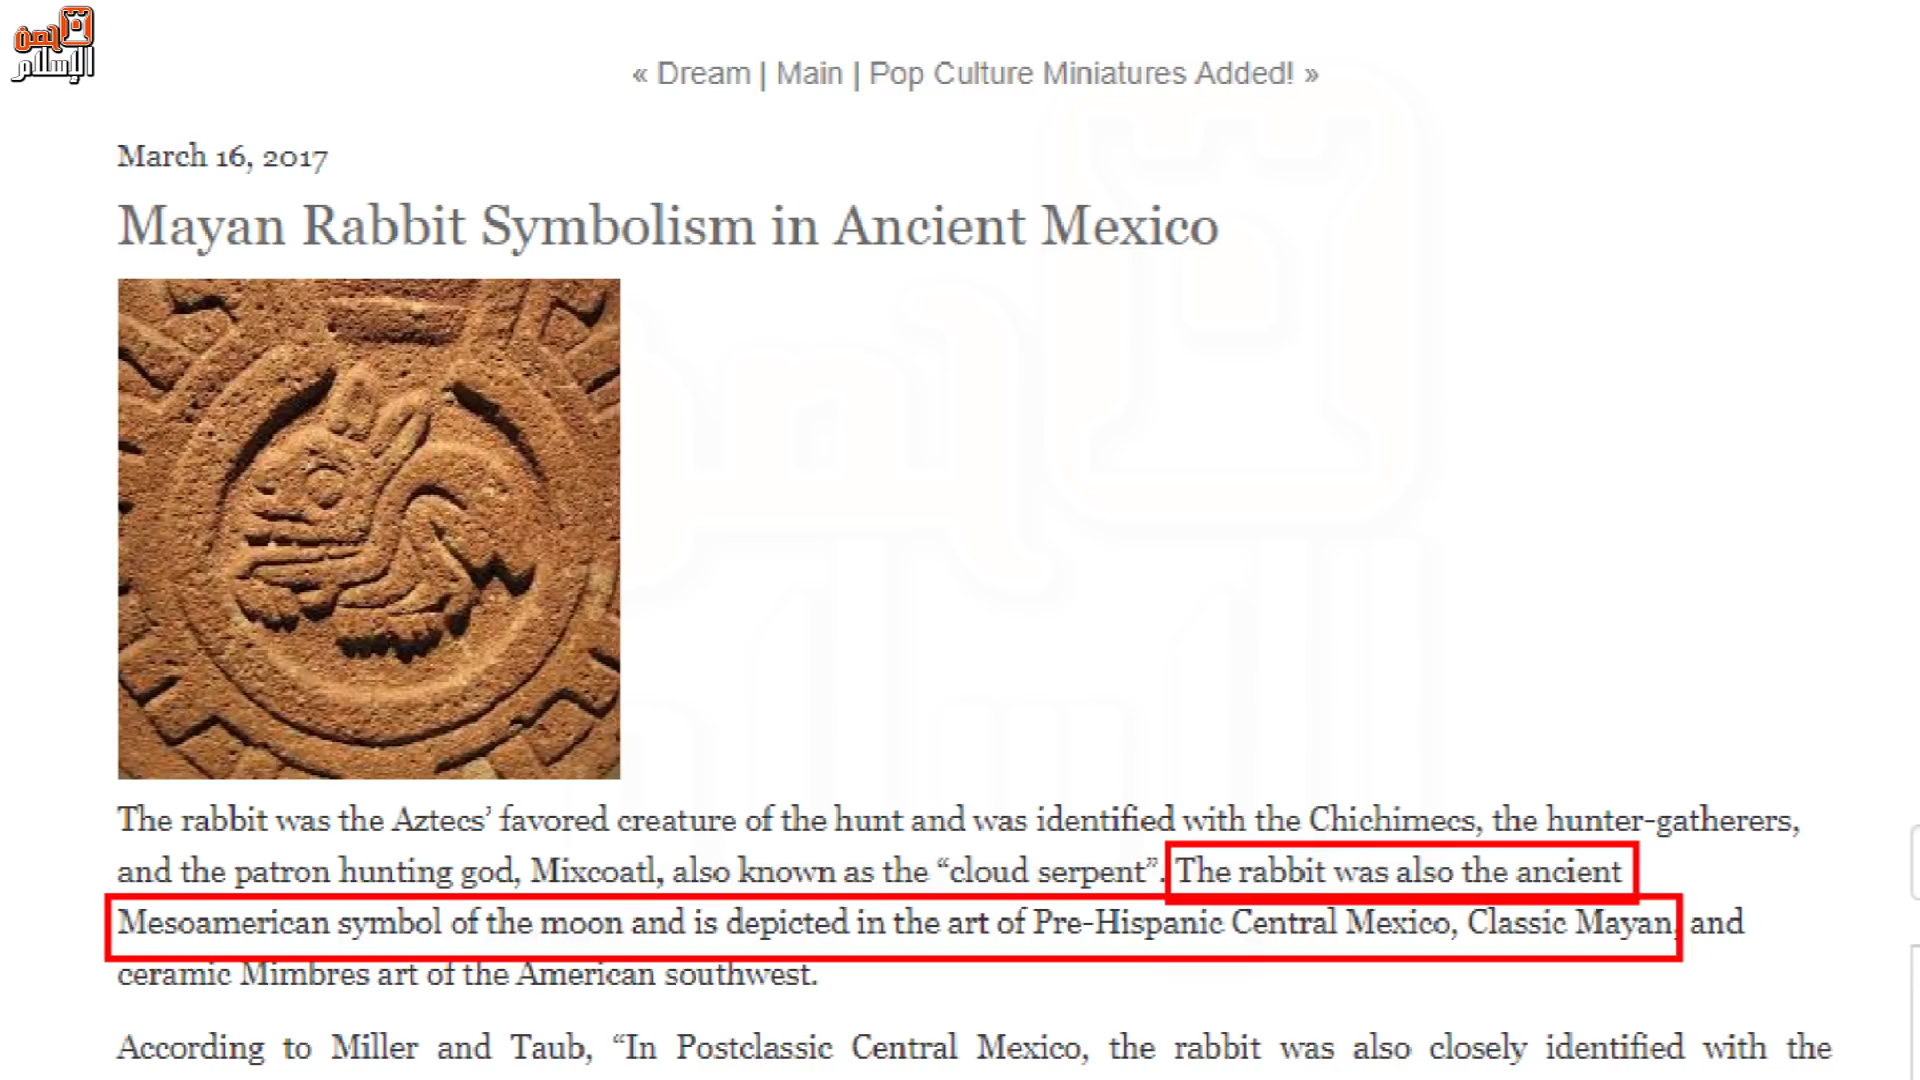 حصن
الإسلام
« Dream | Main | Pop Culture Miniatures Added! »
March 16, 2017
Mayan Rabbit Symbolism in Ancient Mexico
The rabbit was the Aztecs’ favored creature of the hunt and was identified with the Chichimecs, the hunter-gatherers,
and the patron hunting god, Mixcoatl, also known as the “cloud serpent”. The rabbit was also the ancient
Mesoamerican symbol of the moon and is depicted in the art of Pre-Hispanic Central Mexico, Classic Mayan, and
ceramic Mimbres art of the American southwest.
According to Miller and Taub, “In Postclassic Central Mexico, the rabbit was also closely identified with the